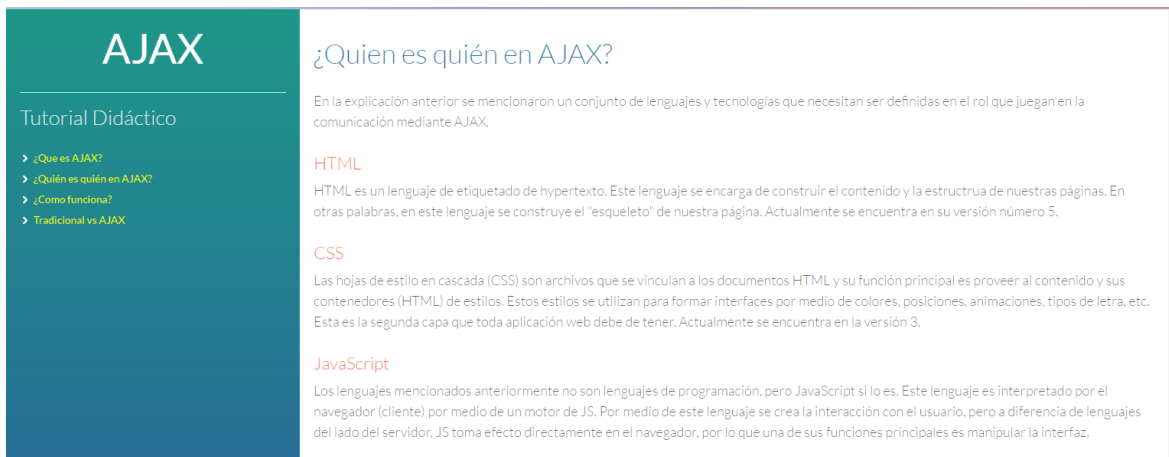 AJAX
Tutorial Didáctico
¿Que es AJAX?
¿Quién es quién en AJAX?
¿Como funciona?
Tradicional vs AJAX
¿Quien es quién en AJAX?
En la explicación anterior se mencionaron un conjunto de lenguajes y tecnologías que necesitan ser definidas en el rol que juegan en la
comunicación mediante AJAX.
HTML
HTML es un lenguaje de etiquetado de hypertexto. Este lenguaje se encarga de construir el contenido y la estructrua de nuestras páginas. En
otras palabras, en este lenguaje se construye el "esqueleto" de nuestra página. Actualmente se encuentra en su versión número 5.
CSS
Las hojas de estilo en cascada (CSS) son archivos que se vinculan a los documentos HTML y su función principal es proveer al contenido y sus
contenedores (HTML) de estilos. Estos estilos se utilizan para formar interfaces por medio de colores, posiciones, animaciones, tipos de letra, etc.
Esta es la segunda capa que toda aplicación web debe de tener. Actualmente se encuentra en la versión 3.
JavaScript
Los lenguajes mencionados anteriormente no son lenguajes de programación, pero JavaScript si lo es. Este lenguaje es interpretado por el
navegador (cliente) por medio de un motor de JS. Por medio de este lenguaje se crea la interacción con el usuario, pero a diferencia de lenguajes
del lado del servidor, JS toma efecto directamente en el navegador, por lo que una de sus funciones principales es manipular la interfaz.